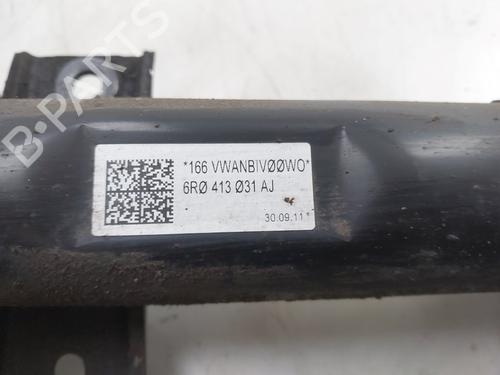 B-PARTS
*166 VWANBIVØØWO*
6RØ 413 Ø31 AJ
30.09.11*